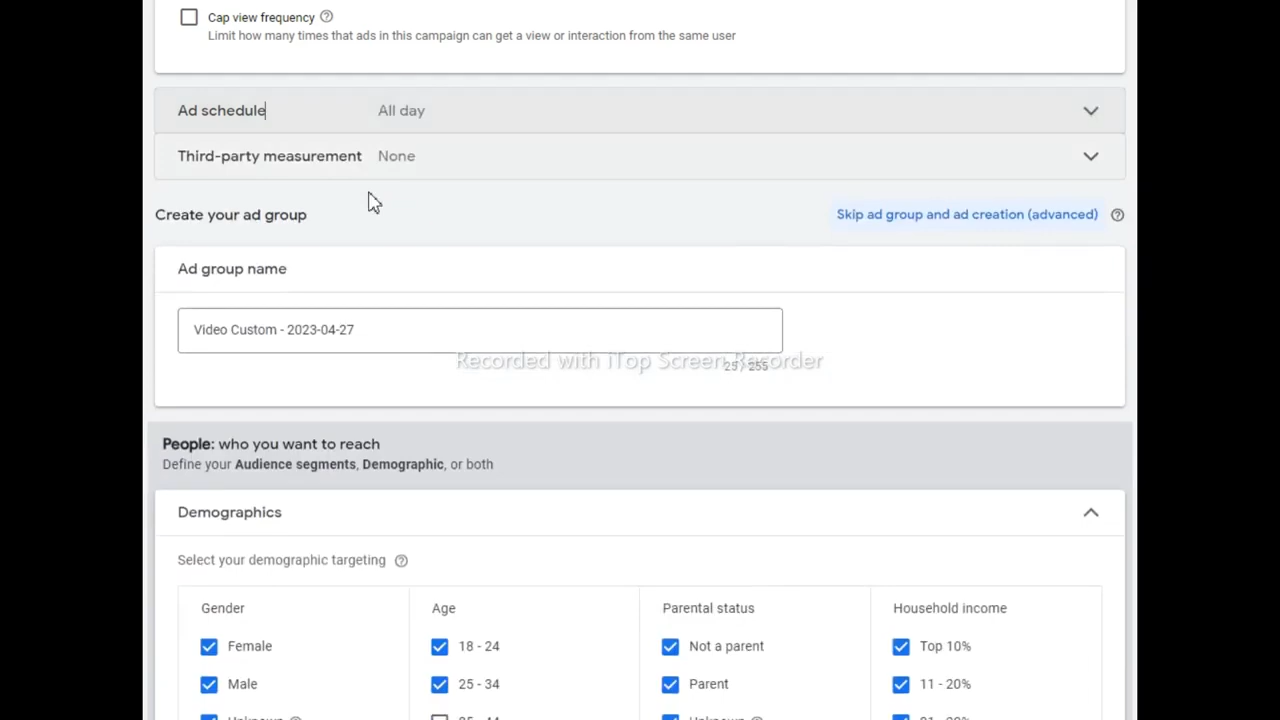 Cap view frequency
Limit how many times that ads in this campaign can get a view or interaction from the same user
Ad schedule All day
Third-party measurement None
Create your ad group Skip ad group and ad creation (advanced)
Ad group name
Video Custom - 2023-04-27
Recorded with iTop Screen Recorder
25 / 255
People: who you want to reach
Define your Audience segments, Demographic, or both
Demographics
Select your demographic targeting
Gender Age Parental status Household income
Female 18 - 24 Not a parent Top 10%
Male 25 - 34 Parent 11 - 20%